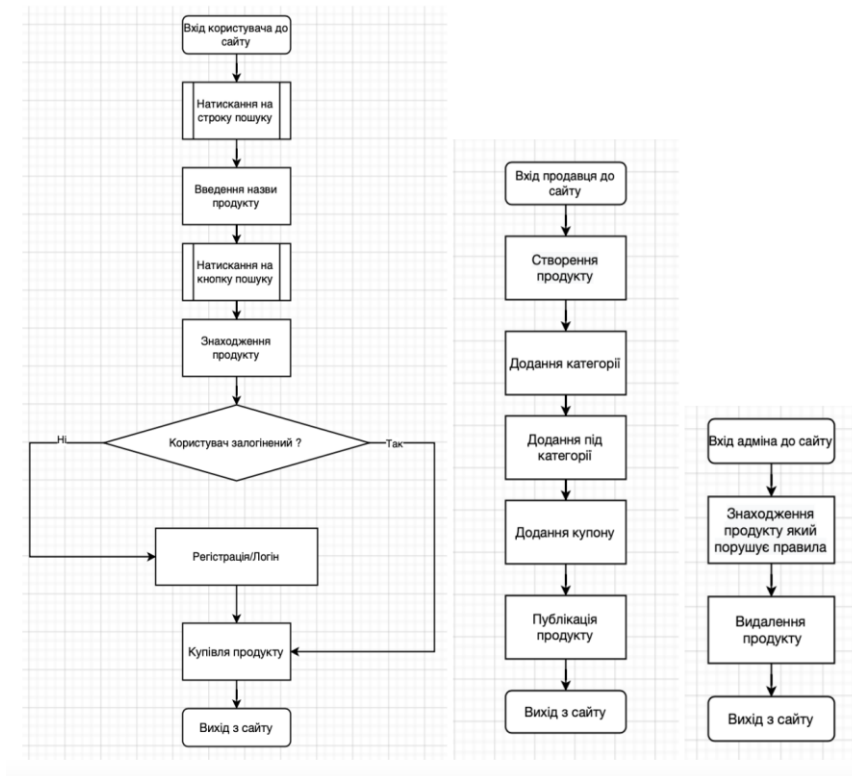 Вхід користувача до
сайту
Натискання на
строку пошуку
Введення назви
продукту
Натискання на
кнопку пошуку
Знаходження
продукту
Користувач залогінений ?
Ні
Так
Регістрація/Логін
Купівля продукту
Вихід з сайту
Вхід продавця до
сайту
Створення
продукту
Додання категорії
Додання під
категорії
Додання купону
Публікація
продукту
Вихід з сайту
Вхід адміна до сайту
Знаходження
продукту який
порушує правила
Видалення
продукту
Вихід з сайту